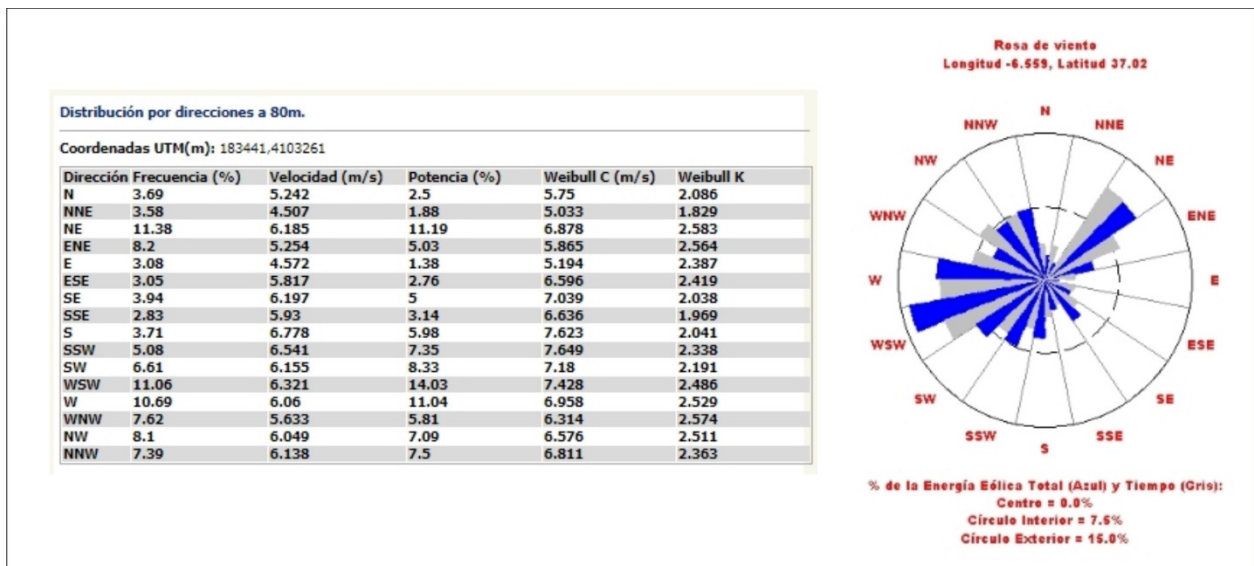 Distribución por direcciones a 80m.
Coordenadas UTM(m): 183441,4103261
Dirección Frecuencia (%) Velocidad (m/s) Potencia (%) Weibull C (m/s) Weibull K
N 3.69 5.242 2.5 5.75 2.086
NNE 3.58 4.507 1.88 5.033 1.829
NE 11.38 6.185 11.19 6.878 2.583
ENE 8.2 5.254 5.03 5.865 2.564
E 3.08 4.572 1.38 5.194 2.387
ESE 3.05 5.817 2.76 6.596 2.419
SE 3.94 6.197 5 7.039 2.038
SSE 2.83 5.93 3.14 6.636 1.969
S 3.71 6.778 5.98 7.623 2.041
SSW 5.08 6.541 7.35 7.649 2.338
SW 6.61 6.155 8.33 7.18 2.191
WSW 11.06 6.321 14.03 7.428 2.486
W 10.69 6.06 11.04 6.958 2.529
WNW 7.62 5.633 5.81 6.314 2.574
NW 8.1 6.049 7.09 6.576 2.511
NNW 7.39 6.138 7.5 6.811 2.363
Rosa de viento
Longitud -6.559, Latitud 37.02
N
NNW NNE
NW NE
WNW ENE
W E
WSW ESE
SW SE
SSW SSE
S
% de la Energía Eólica Total (Azul) y Tiempo (Gris):
Centro = 0.0%
Círculo Interior = 7.5%
Círculo Exterior = 15.0%